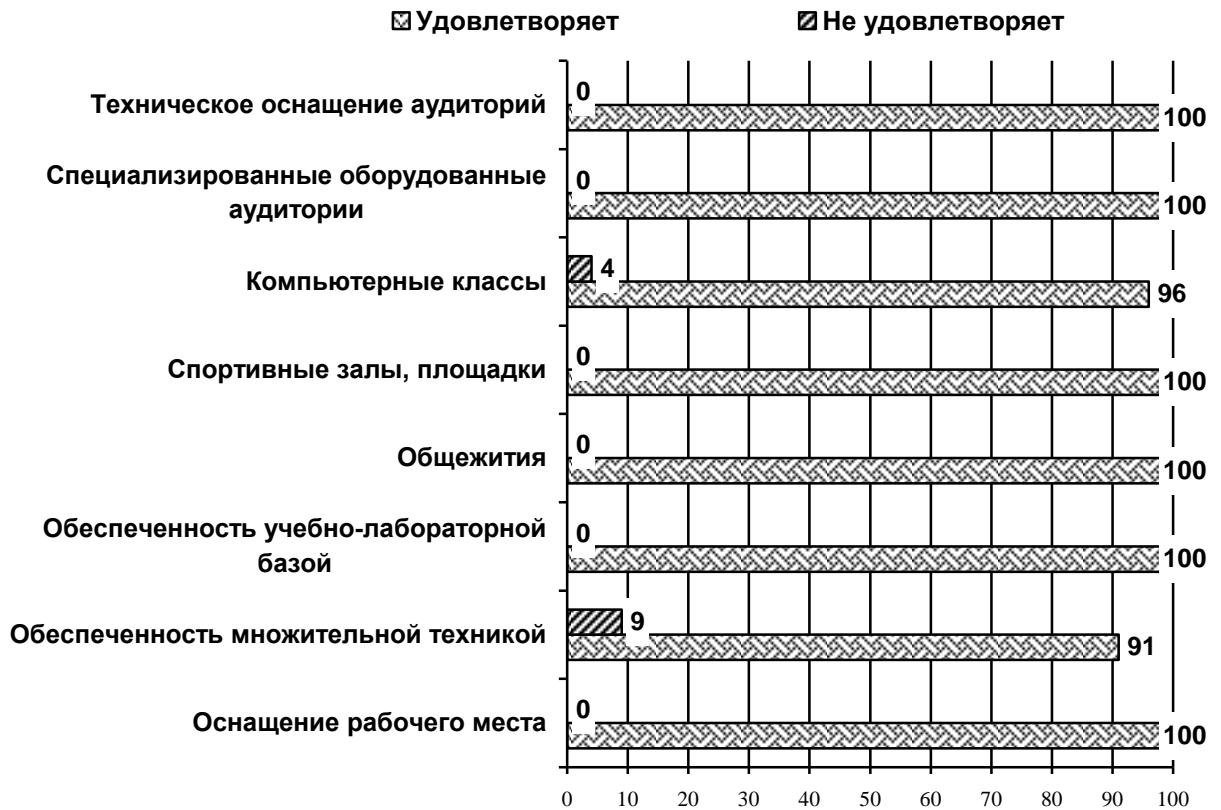 Удовлетворяет Не удовлетворяет
Техническое оснащение аудиторий
0
100
Специализированные оборудованные
аудитории
0
100
Компьютерные классы
4
96
Спортивные залы, площадки
0
100
Общежития
0
100
Обеспеченность учебно-лабораторной
базой
0
100
Обеспеченность множительной техникой
9
91
Оснащение рабочего места
0
100
0 10 20 30 40 50 60 70 80 90 100